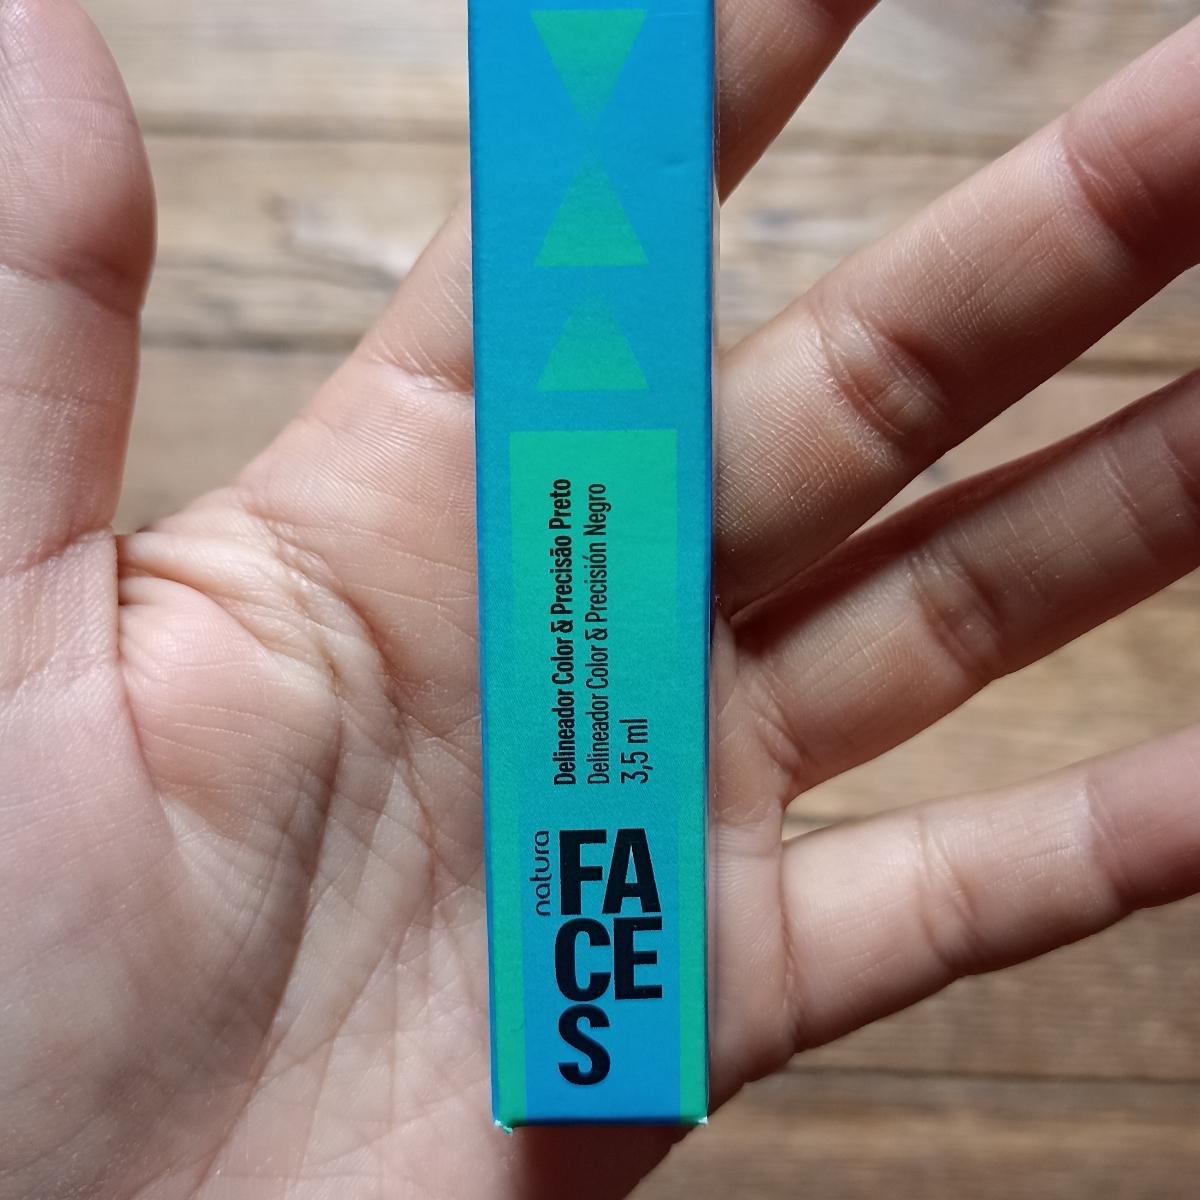 natura
FA
CE
S
Delineador Color & Precisão Preto
Delineador Color & Precisión Negro
3,5 ml